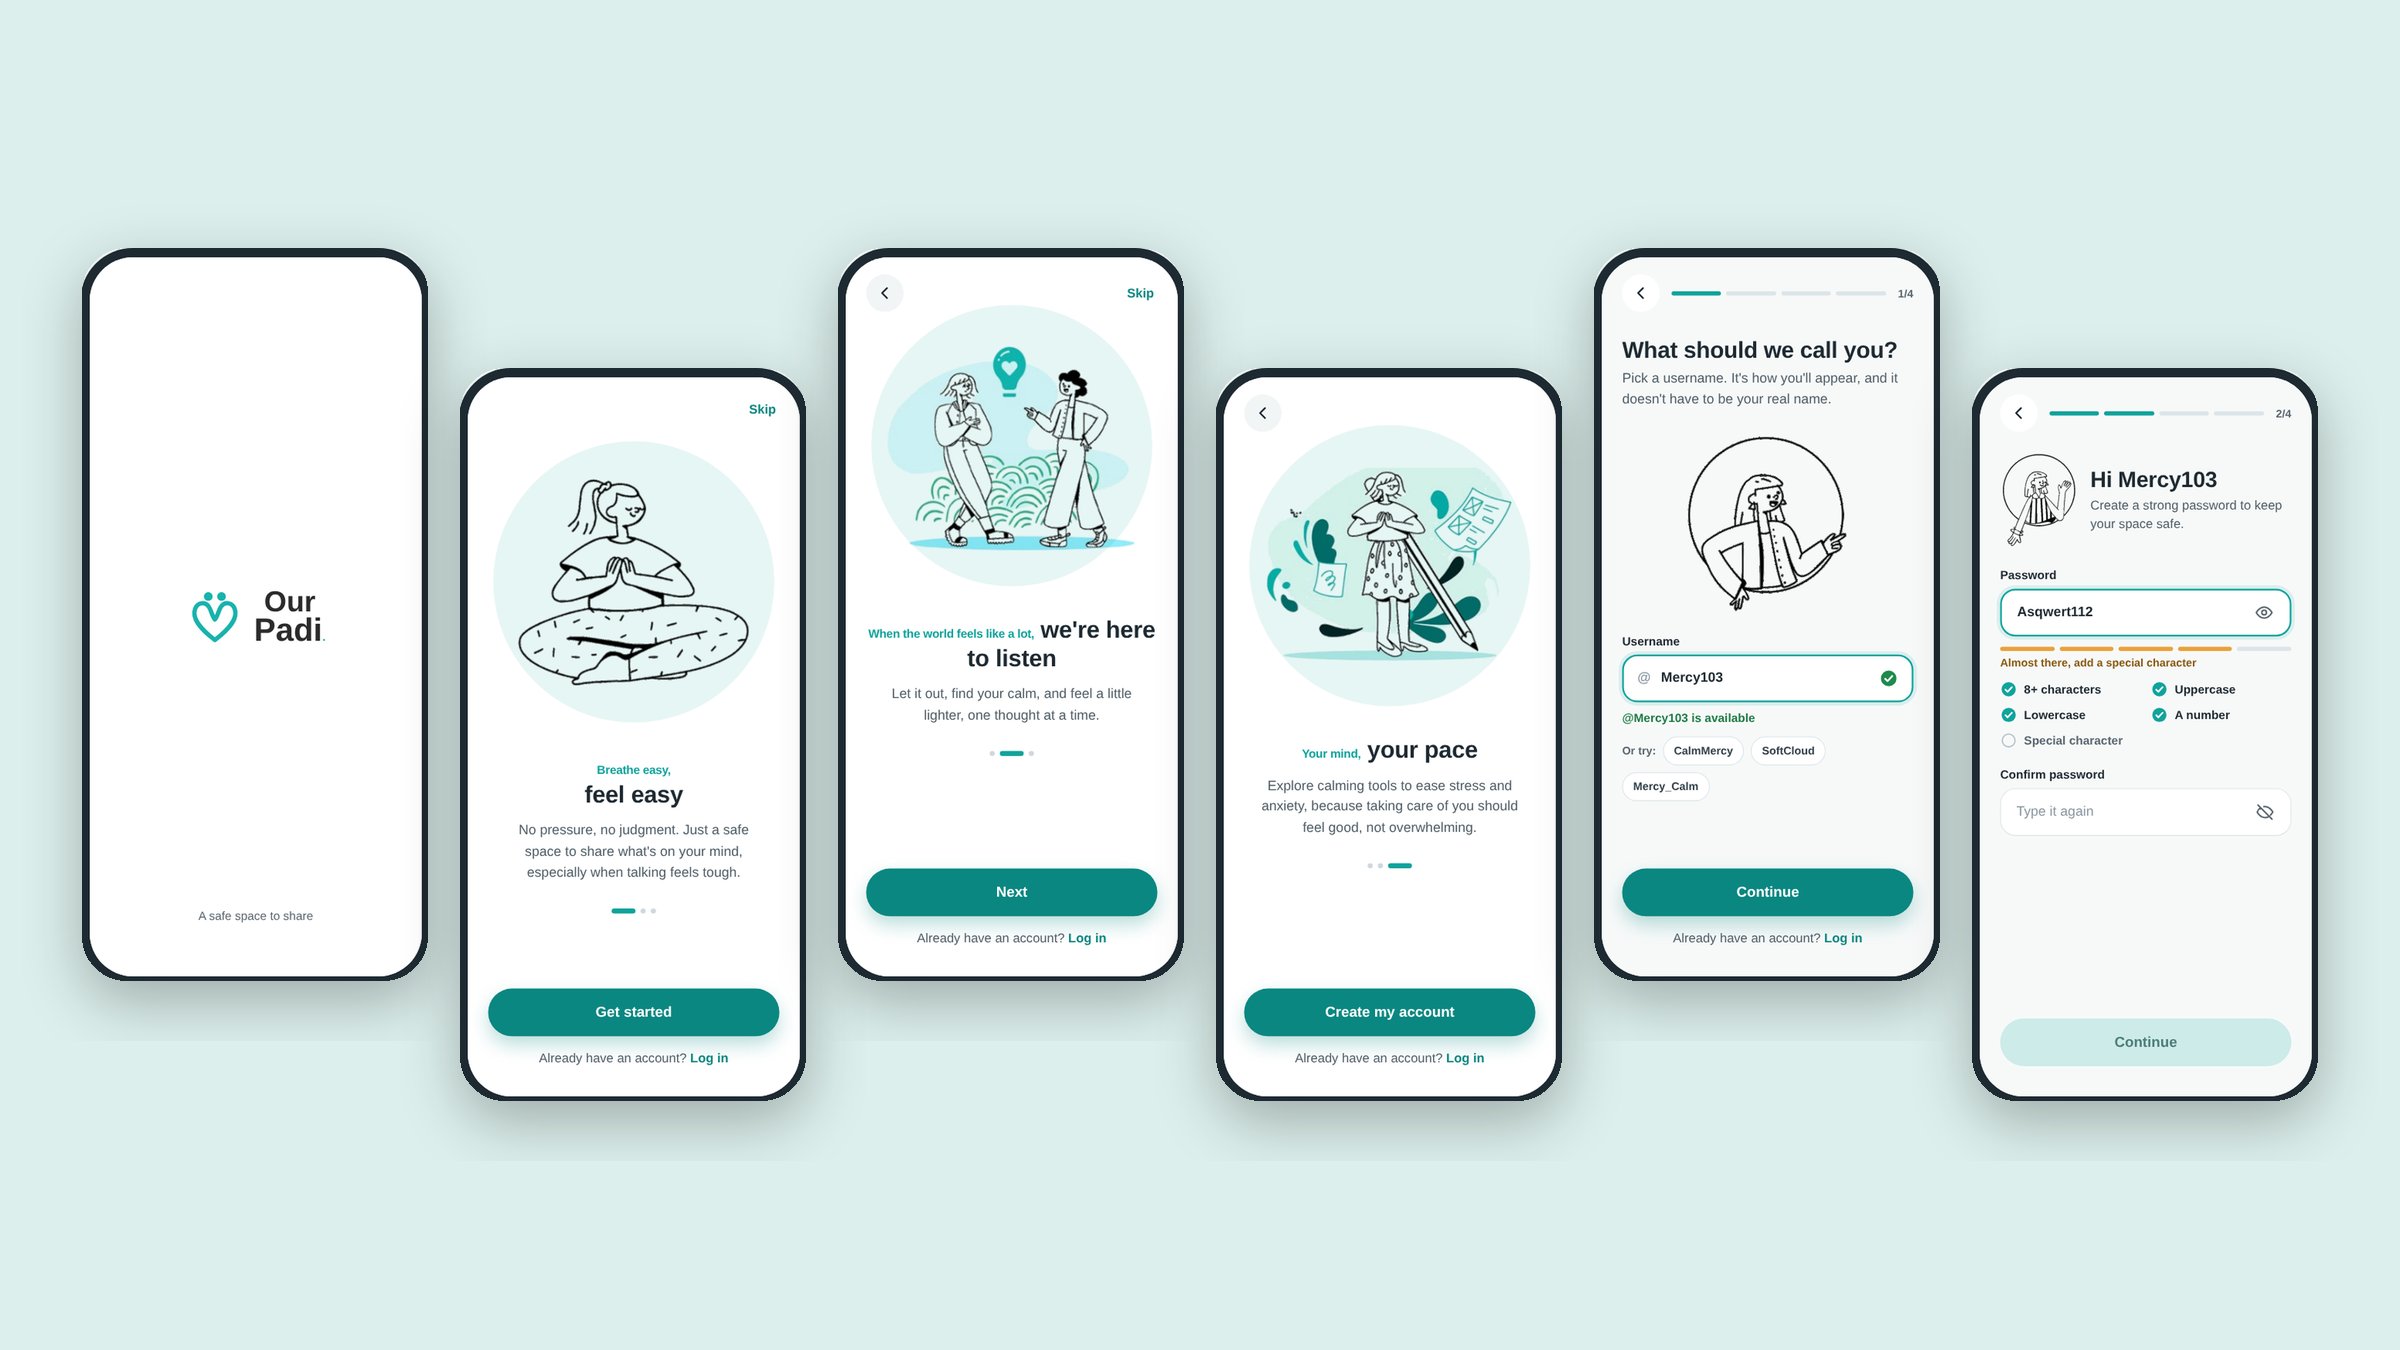 Our
Padi.
A safe space to share
Skip
Breathe easy,
feel easy
No pressure, no judgment. Just a safe
space to share what's on your mind,
especially when talking feels tough.
Get started
Already have an account? Log in
Skip
When the world feels like a lot, we're here
to listen
Let it out, find your calm, and feel a little
lighter, one thought at a time.
Next
Already have an account? Log in
Your mind, your pace
Explore calming tools to ease stress and
anxiety, because taking care of you should
feel good, not overwhelming.
Create my account
Already have an account? Log in
1/4
What should we call you?
Pick a username. It's how you'll appear, and it
doesn't have to be your real name.
Username
@ Mercy103
@Mercy103 is available
Or try: CalmMercy SoftCloud
Mercy_Calm
Continue
Already have an account? Log in
2/4
Hi Mercy103
Create a strong password to keep
your space safe.
Password
Asqwert112
Almost there, add a special character
8+ characters Uppercase
Lowercase A number
Special character
Confirm password
Type it again
Continue